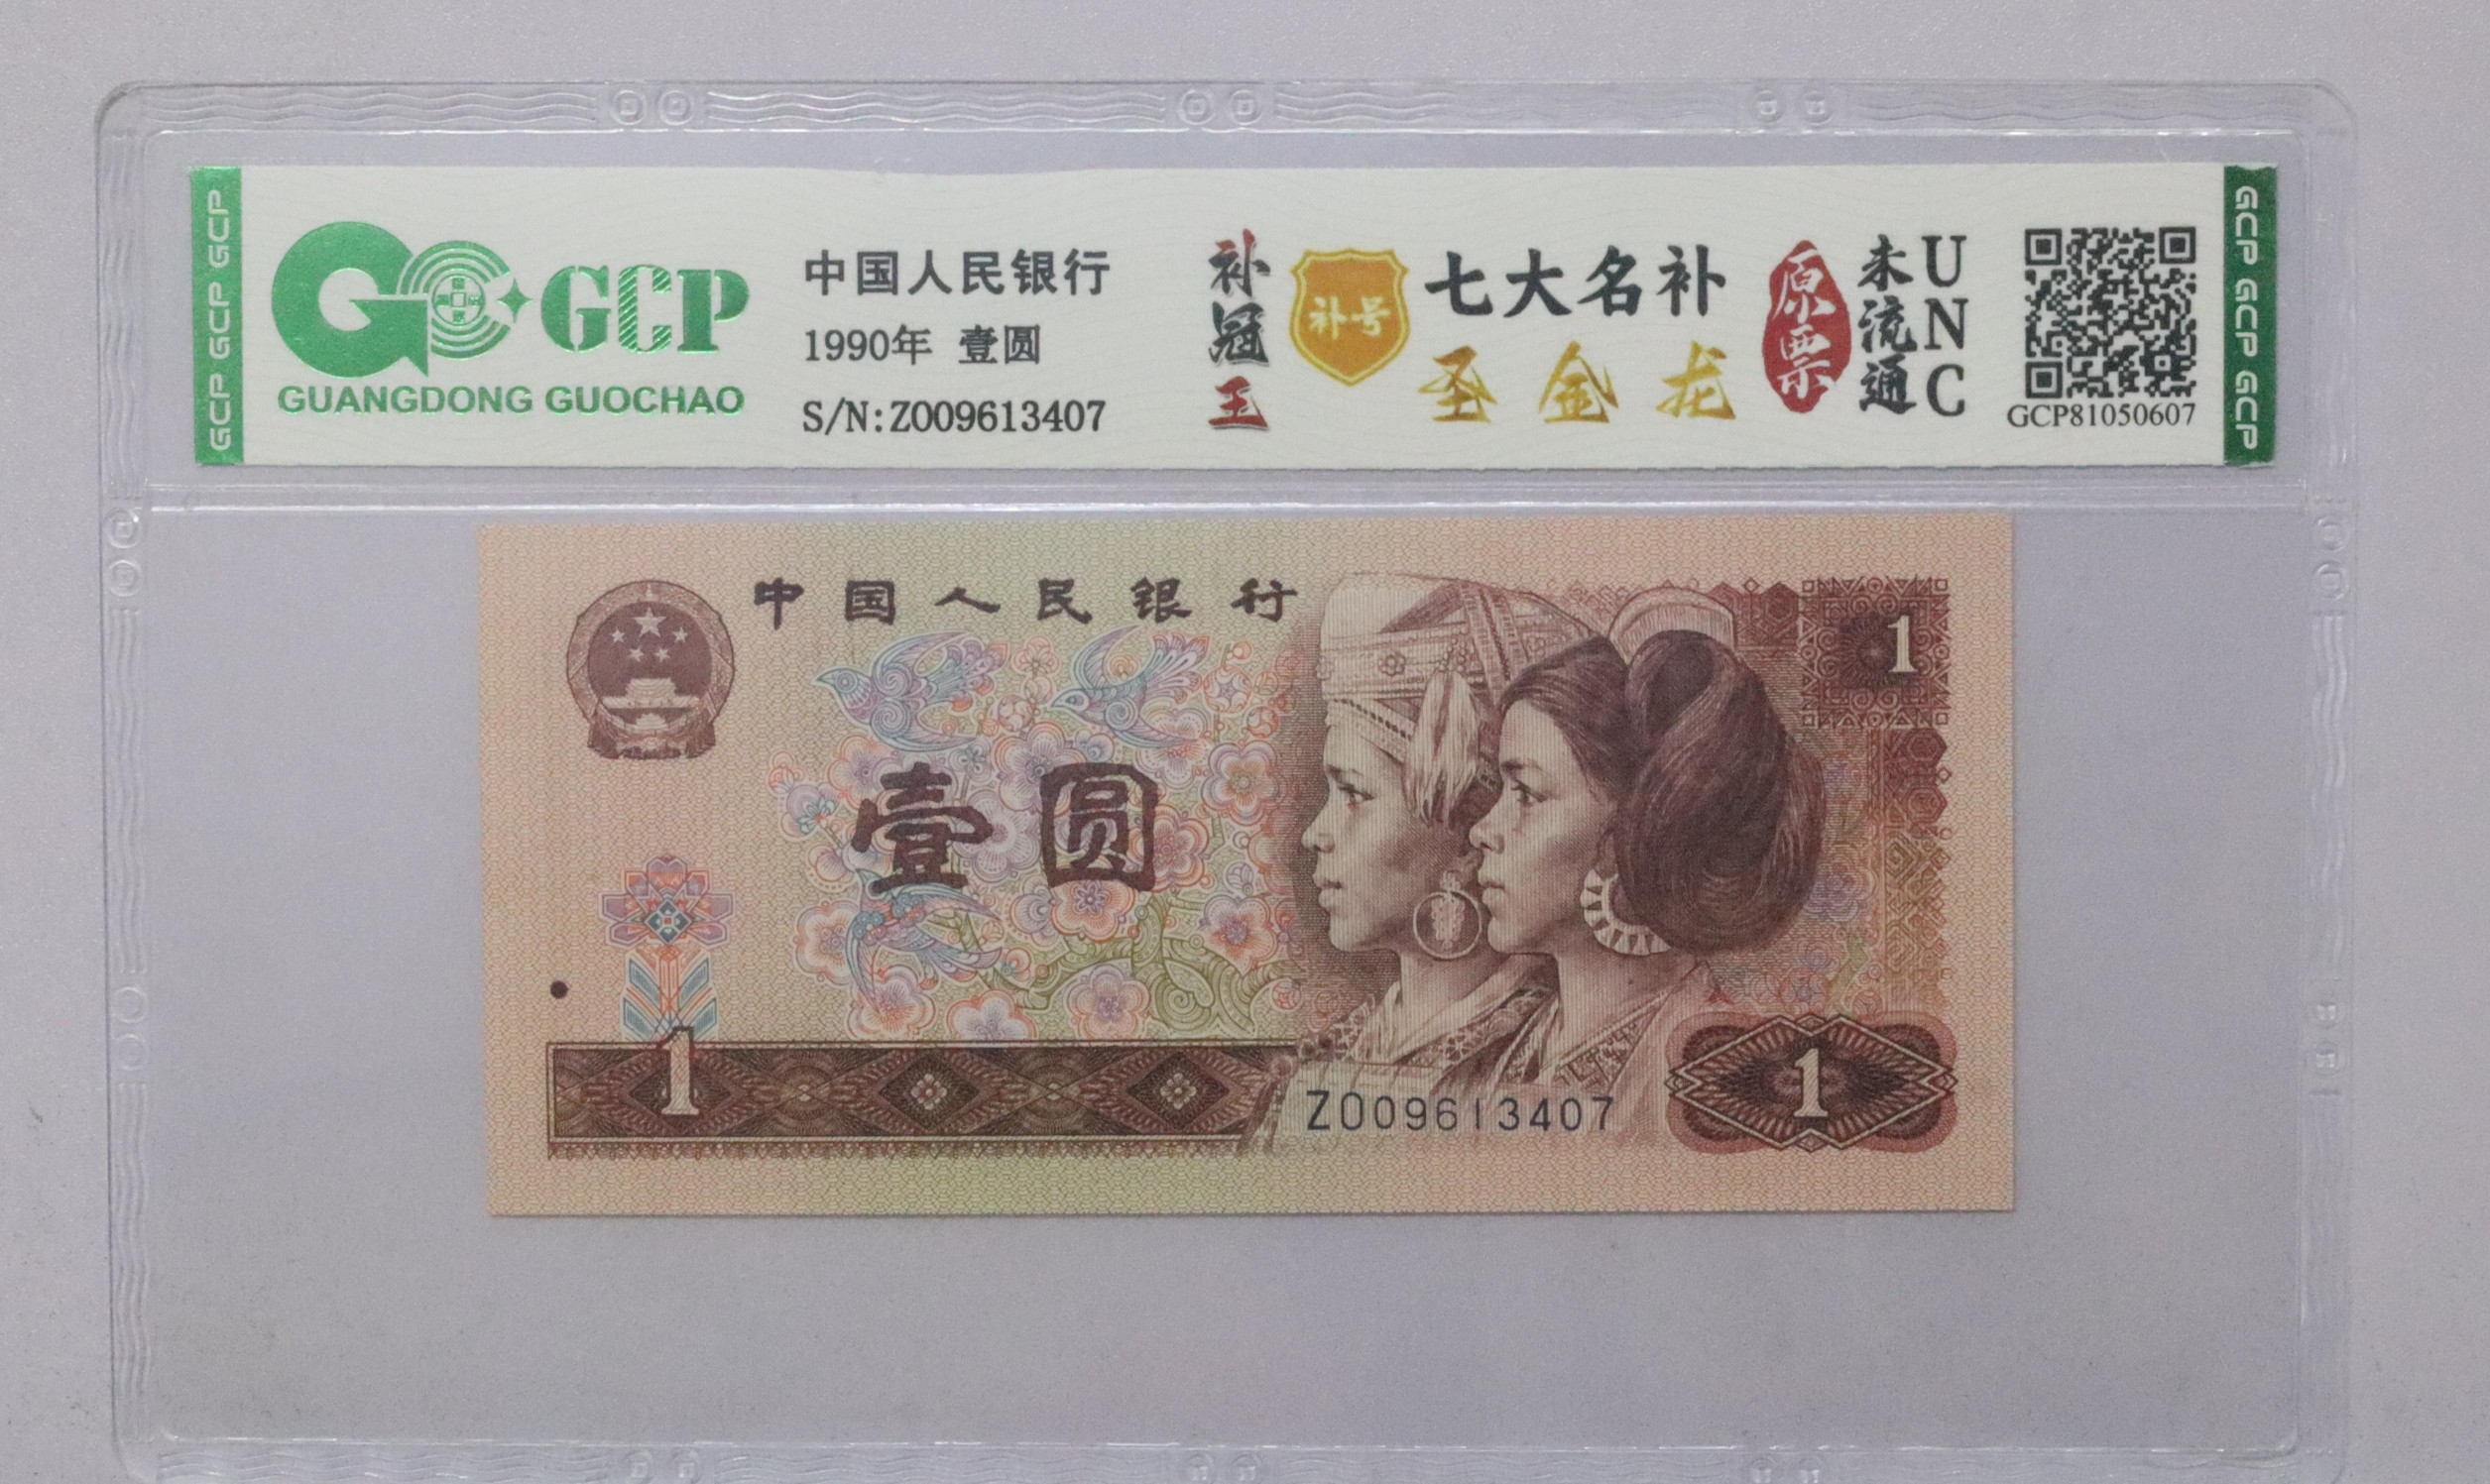 GCP GCP GCP
GCP
GUANGDONG GUOCHAO
中国人民银行
1990年 壹圆
S/N:Z009613407
补冠王
补号
七大名补
圣金龙
原票
未流通
UNC
GCP81050607
GCP GCP GCP
中国人民银行
1
壹圆
1
Z009613407
1